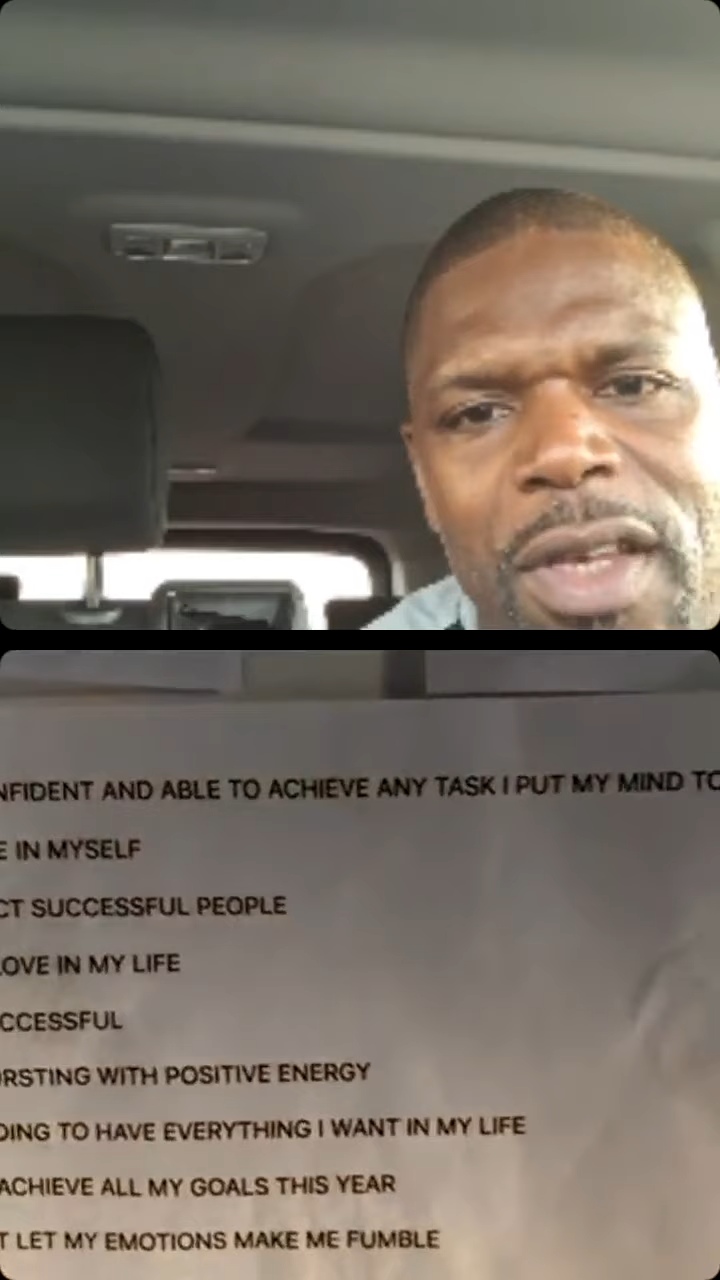 NFIDENT AND ABLE TO ACHIEVE ANY TASK I PUT MY MIND TO
E IN MYSELF
CT SUCCESSFUL PEOPLE
LOVE IN MY LIFE
CCESSFUL
RSTING WITH POSITIVE ENERGY
OING TO HAVE EVERYTHING I WANT IN MY LIFE
ACHIEVE ALL MY GOALS THIS YEAR
T LET MY EMOTIONS MAKE ME FUMBLE